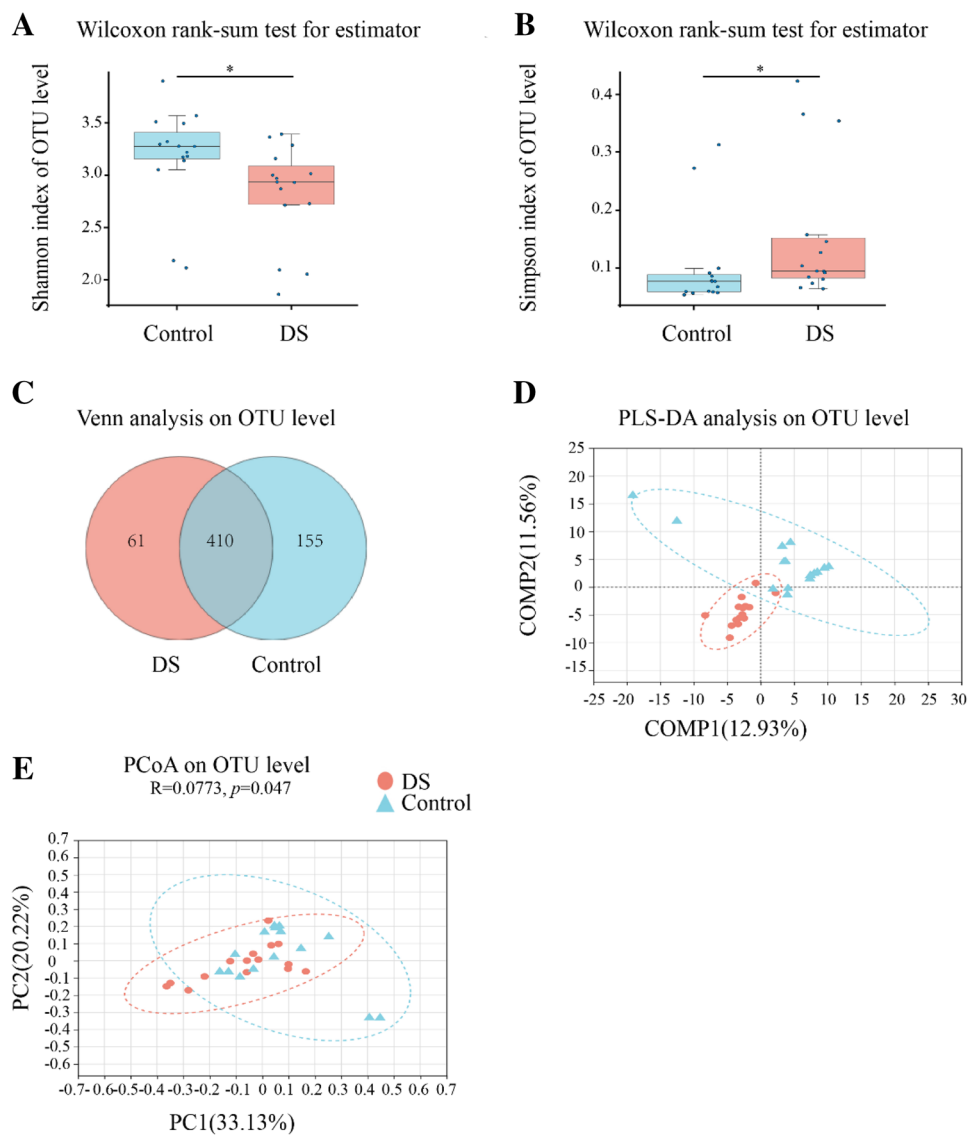 A
Wilcoxon rank-sum test for estimator
Shannon index of OTU level
*
3.5
3.0
2.5
2.0
Control
DS
B
Wilcoxon rank-sum test for estimator
Simpson index of OTU level
*
0.4
0.3
0.2
0.1
Control
DS
C
Venn analysis on OTU level
61
410
155
DS
Control
D
PLS-DA analysis on OTU level
COMP2(11.56%)
25
20
15
10
5
0
-5
-10
-15
-25 -20 -15 -10 -5 0 5 10 15 20 25 30
COMP1(12.93%)
E
PCoA on OTU level
R=0.0773, p=0.047
DS
Control
PC2(20.22%)
0.7
0.6
0.5
0.4
0.3
0.2
0.1
0
-0.1
-0.2
-0.3
-0.4
-0.5
-0.6
-0.7 -0.6 -0.5 -0.4 -0.3 -0.2 -0.1 0 0.1 0.2 0.3 0.4 0.5 0.6 0.7
PC1(33.13%)